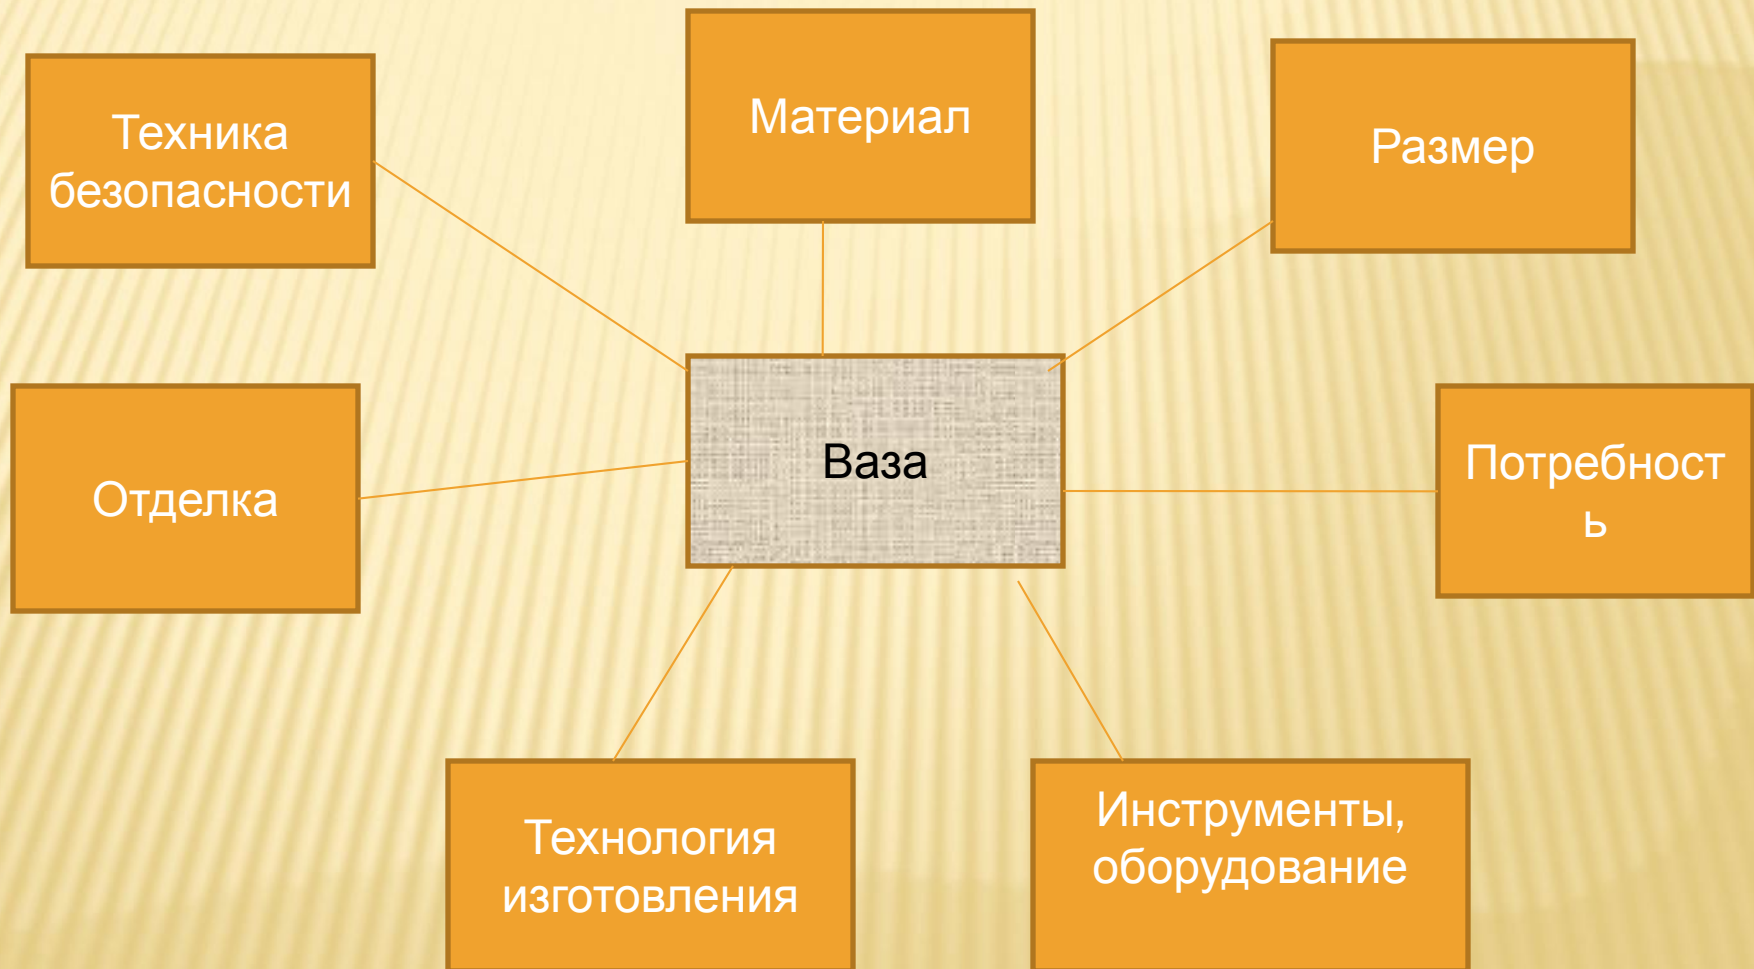 Техника
безопасности
Материал
Размер
Отделка
Ваза
Потребност
ь
Технология
изготовления
Инструменты,
оборудование